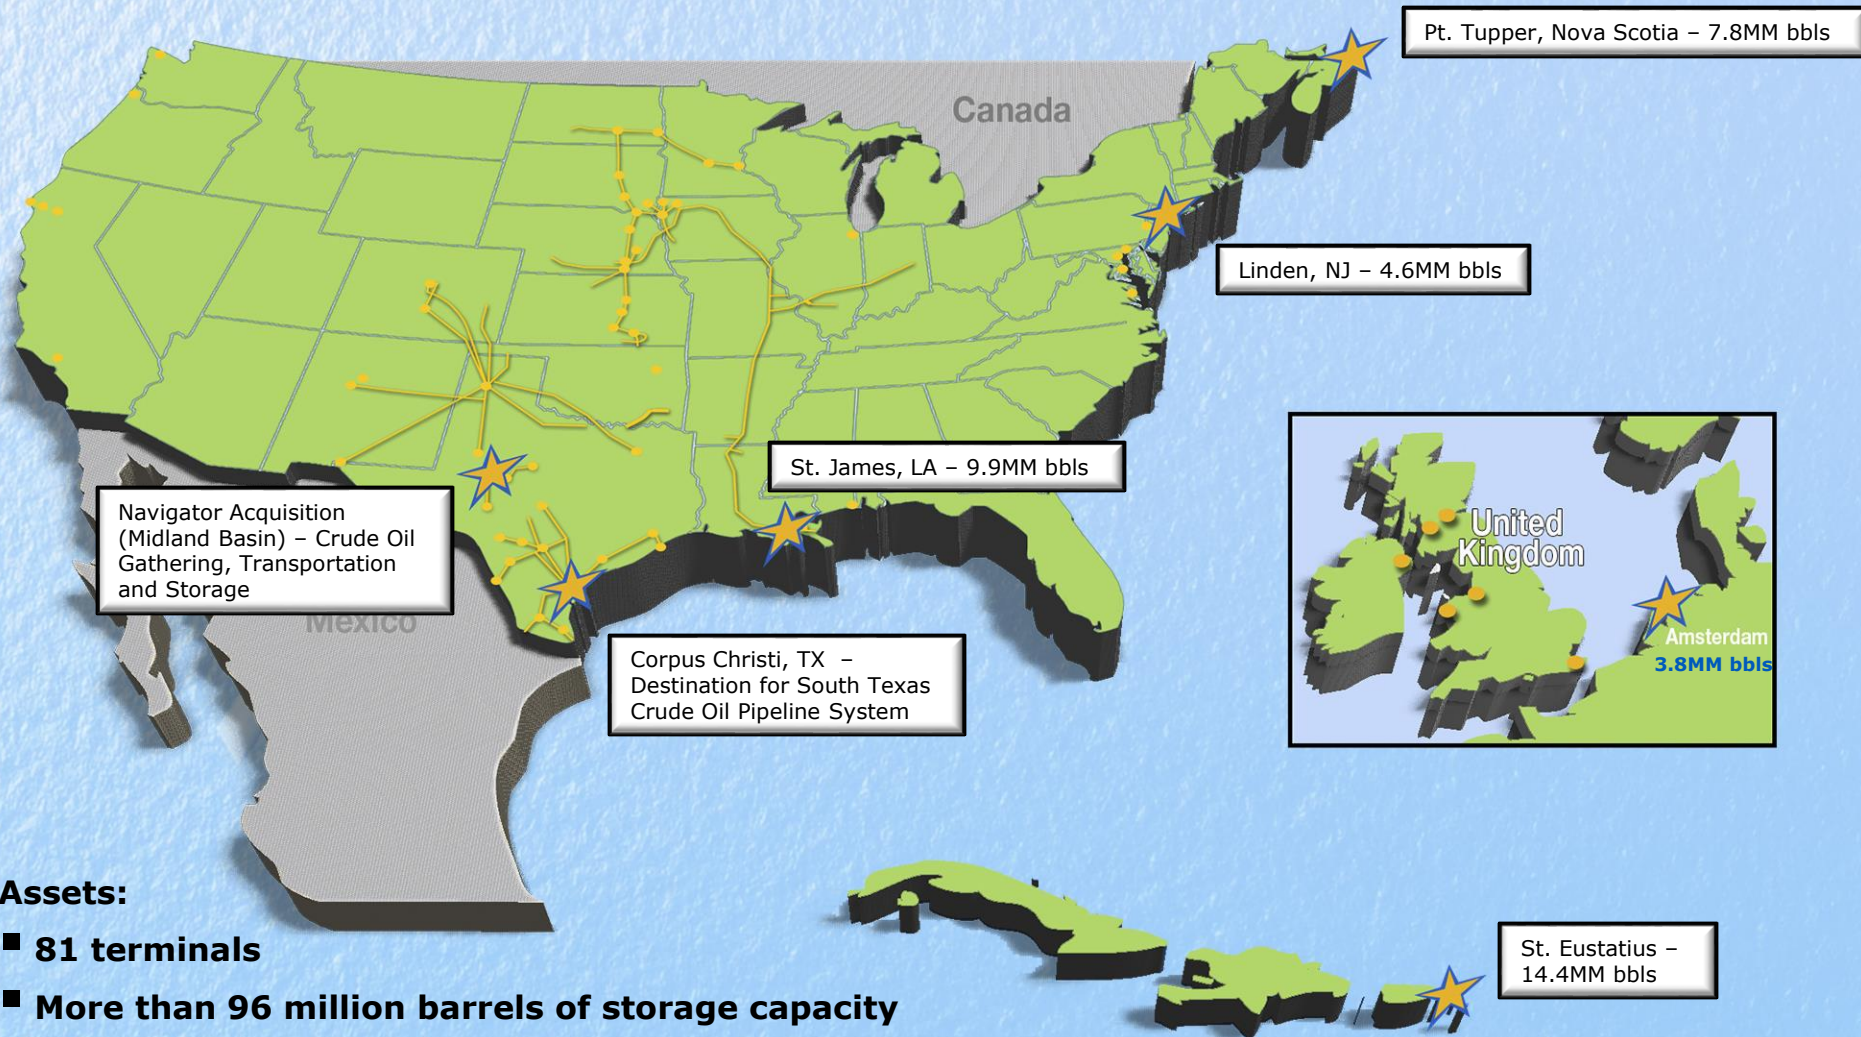 Pt. Tupper, Nova Scotia – 7.8MM bbls
Canada
Linden, NJ – 4.6MM bbls
St. James, LA – 9.9MM bbls
Navigator Acquisition
(Midland Basin) – Crude Oil
Gathering, Transportation
and Storage
Mexico
Corpus Christi, TX –
Destination for South Texas
Crude Oil Pipeline System
United
Kingdom
Amsterdam
3.8MM bbls
Assets:
▪ 81 terminals
▪ More than 96 million barrels of storage capacity
St. Eustatius –
14.4MM bbls